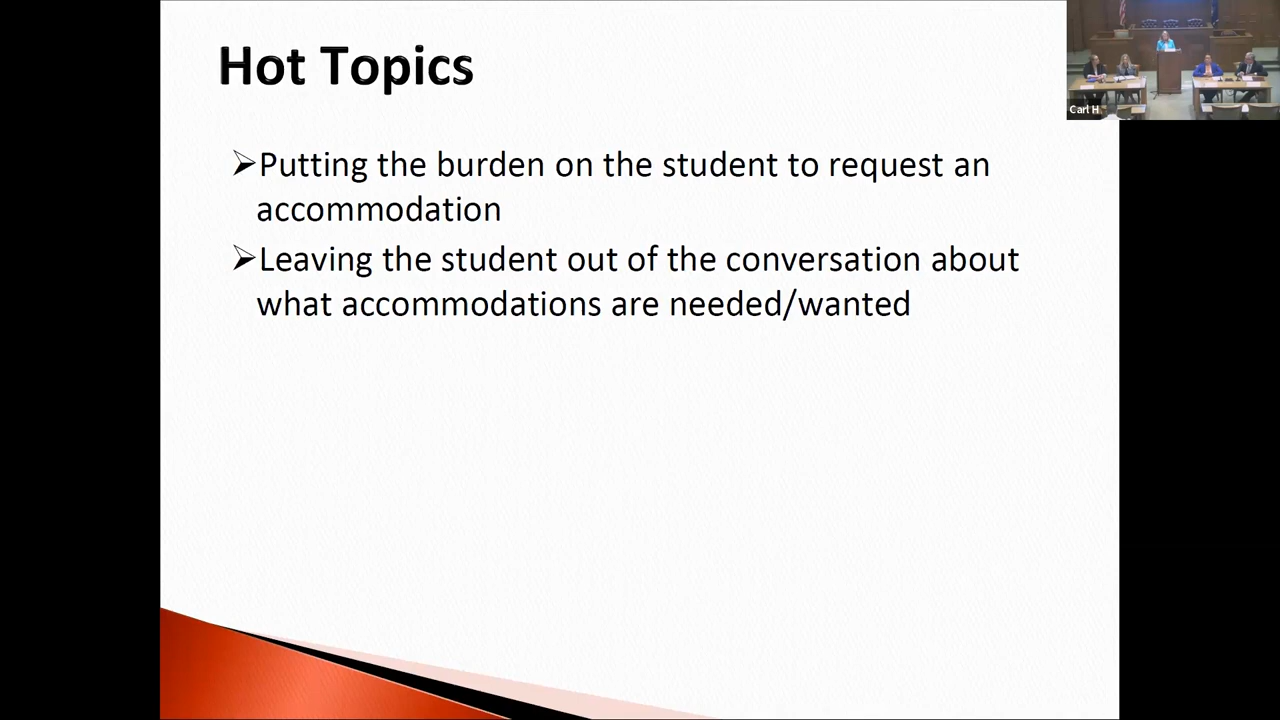 Hot Topics
Carl H.
➢Putting the burden on the student to request an
accommodation
➢Leaving the student out of the conversation about
what accommodations are needed/wanted